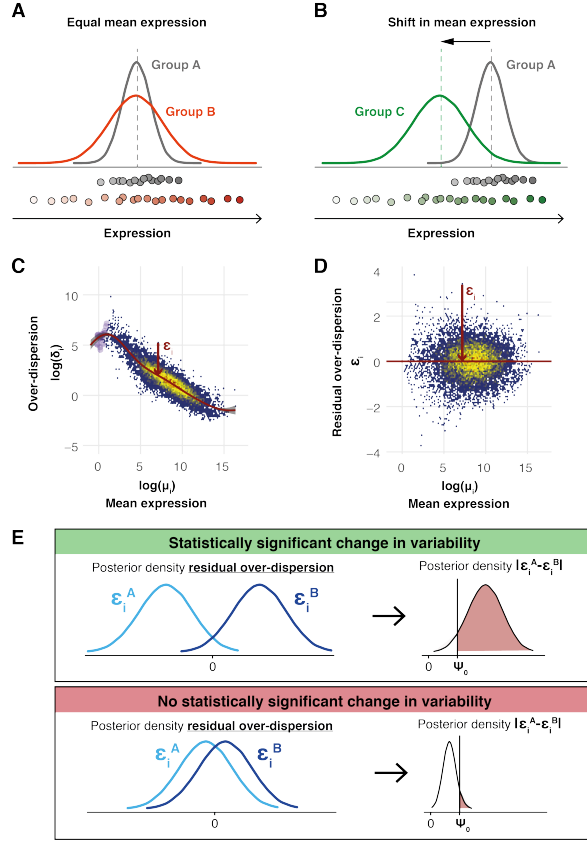 A
Equal mean expression
Group A
Group B
Expression
B
Shift in mean expression
Group A
Group C
Expression
C
Over-dispersion
log(δi)
10
5
0
−5
εi
0
5
10
15
log(μi)
Mean expression
D
Residual over-dispersion
εi
4
2
0
−2
−4
εi
0
5
10
15
log(μi)
Mean expression
E
Statistically significant change in variability
Posterior density residual over-dispersion
εiA
εiB
0
Posterior density |εiA-εiB|
0
Ψ0
No statistically significant change in variability
Posterior density residual over-dispersion
εiA
εiB
0
Posterior density |εiA-εiB|
0
Ψ0